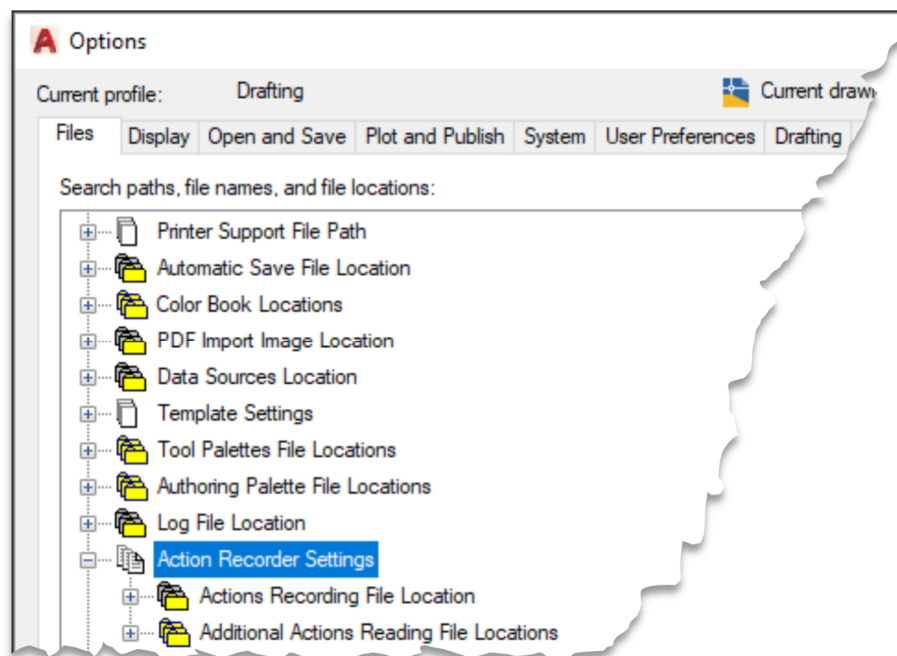 Options
Current profile: Drafting Current draw
Files Display Open and Save Plot and Publish System User Preferences Drafting
Search paths, file names, and file locations:
Printer Support File Path
Automatic Save File Location
Color Book Locations
PDF Import Image Location
Data Sources Location
Template Settings
Tool Palettes File Locations
Authoring Palette File Locations
Log File Location
Action Recorder Settings
Actions Recording File Location
Additional Actions Reading File Locations